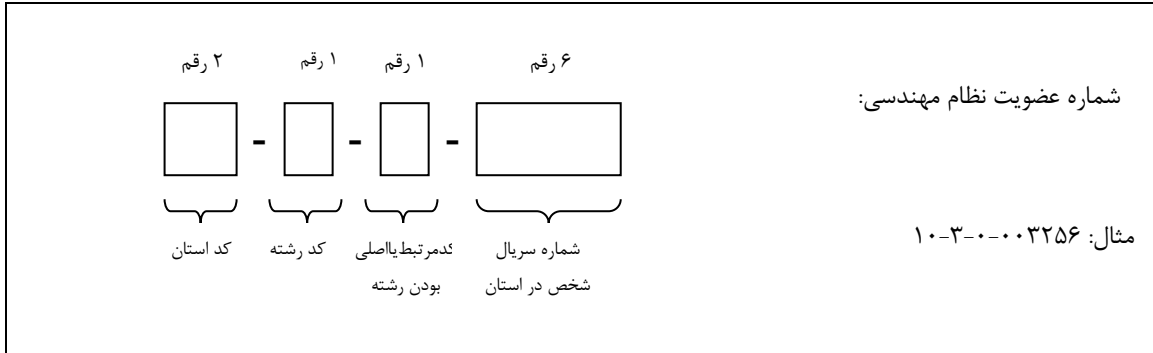 ۶ رقم ۱ رقم ۱ رقم ۲ رقم
شماره عضویت نظام مهندسی:
- - -
شماره سریال کدمرتبط‌یااصلی کد رشته کد استان
شخص در استان بودن رشته
مثال: ۰۰۳۲۵۶-۰-۳-۱۰